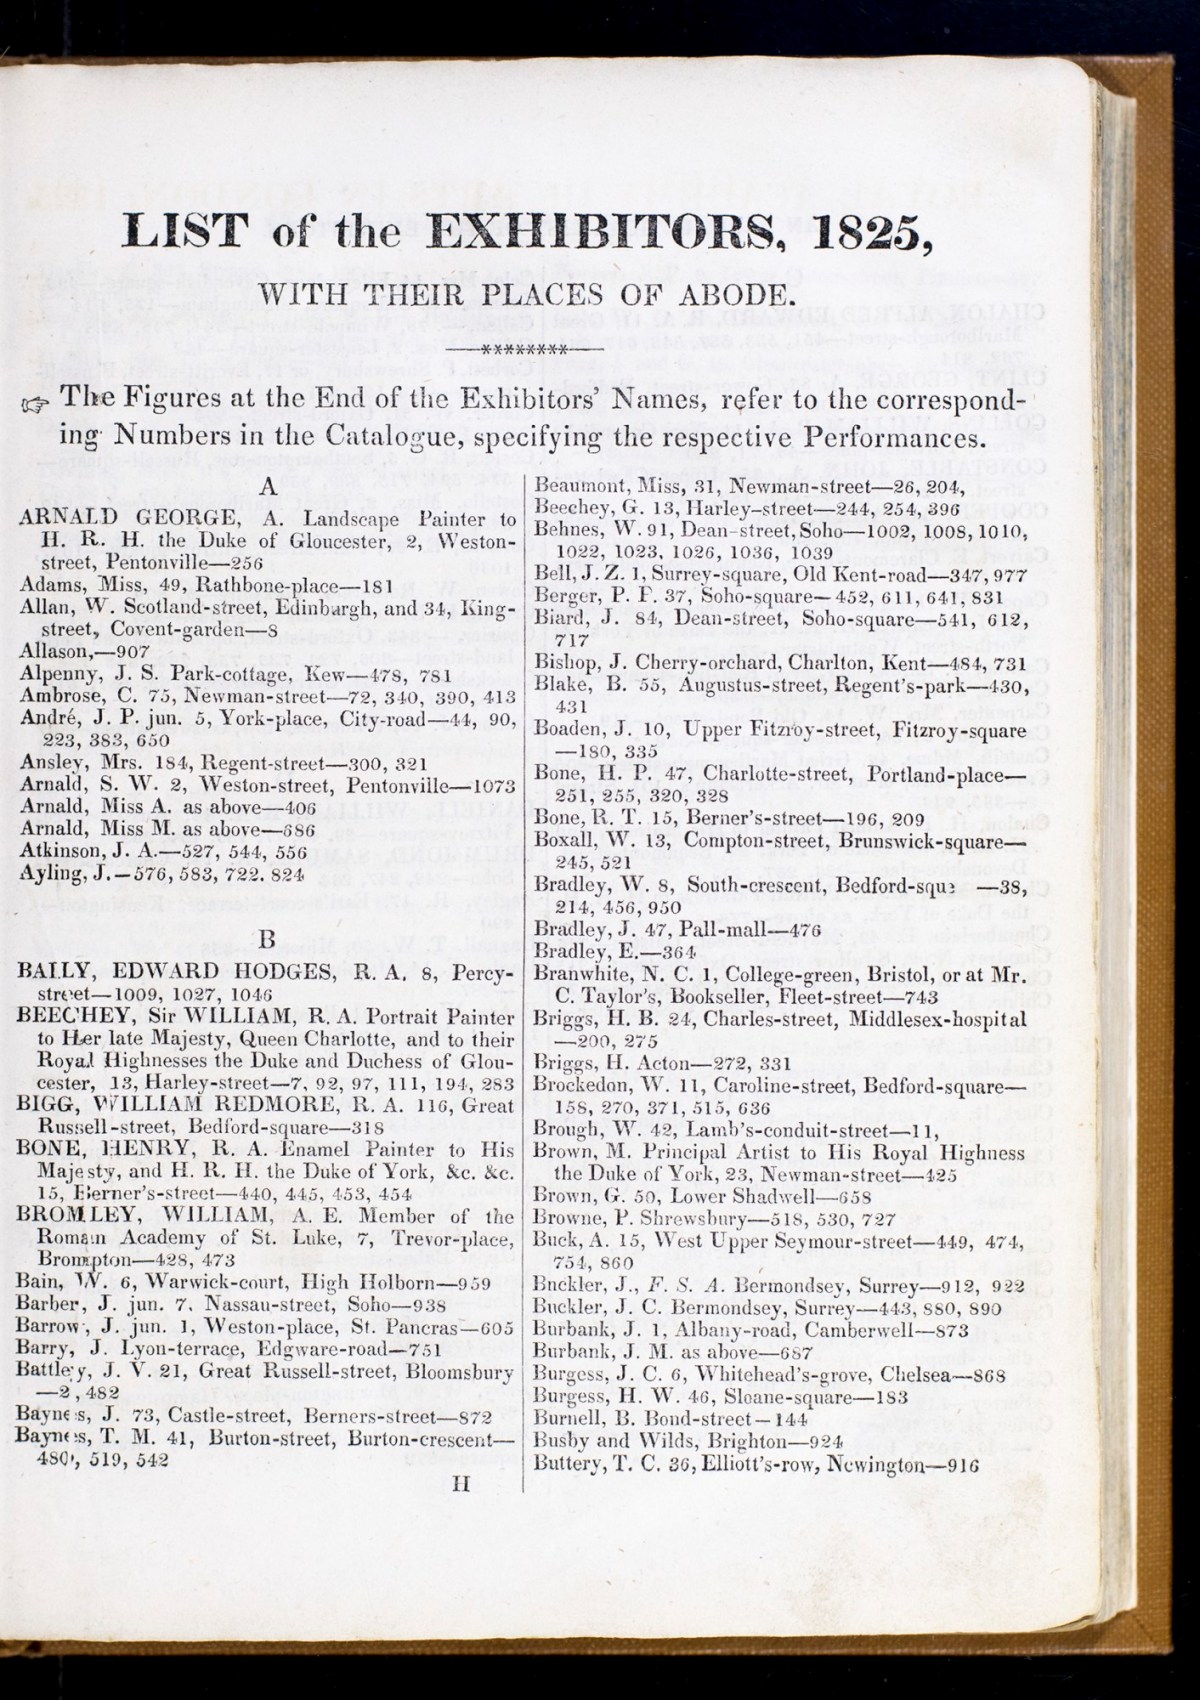 LIST of the EXHIBITORS, 1825,
WITH THEIR PLACES OF ABODE.
********
☞ The Figures at the End of the Exhibitors' Names, refer to the correspond-
ing Numbers in the Catalogue, specifying the respective Performances.
A
ARNALD GEORGE, A. Landscape Painter to
H. R. H. the Duke of Gloucester, 2, Weston-
street, Pentonville—256
Adams, Miss, 49, Rathbone-place—181
Allan, W. Scotland-street, Edinburgh, and 34, King-
street, Covent-garden—8
Allason,—907
Alpenny, J. S. Park-cottage, Kew—478, 781
Ambrose, C. 75, Newman-street—72, 340, 390, 413
André, J. P. jun. 5, York-place, City-road—44, 90,
223, 383, 650
Ansley, Mrs. 184, Regent-street—300, 321
Arnald, S. W. 2, Weston-street, Pentonville—1073
Arnald, Miss A. as above—406
Arnald, Miss M. as above—686
Atkinson, J. A.—527, 544, 556
Ayling, J.—576, 583, 722. 824
B
BAILY, EDWARD HODGES, R. A. 8, Percy-
street—1009, 1027, 1046
BEECHEY, Sir WILLIAM, R. A. Portrait Painter
to Her late Majesty, Queen Charlotte, and to their
Royal Highnesses the Duke and Duchess of Glou-
cester, 13, Harley-street—7, 92, 97, 111, 194, 283
BIGG, WILLIAM REDMORE, R. A. 116, Great
Russell-street, Bedford-square—318
BONE, HENRY, R. A. Enamel Painter to His
Majesty, and H. R. H. the Duke of York, &c. &c.
15, Berner's-street—440, 445, 453, 454
BROMLEY, WILLIAM, A. E. Member of the
Roman Academy of St. Luke, 7, Trevor-place,
Brompton—428, 473
Bain, W. 6, Warwick-court, High Holborn—959
Barber, J. jun. 7, Nassau-street, Soho—938
Barrow, J. jun. 1, Weston-place, St. Pancras—605
Barry, J. Lyon-terrace, Edgware-road—751
Battley, J. V. 21, Great Russell-street, Bloomsbury
—2, 482
Baynes, J. 73, Castle-street, Berners-street—872
Baynes, T. M. 41, Burton-street, Burton-crescent—
480, 519, 542
H
Beaumont, Miss, 31, Newman-street—26, 204,
Beechey, G. 13, Harley-street—244, 254, 396
Behnes, W. 91, Dean-street, Soho—1002, 1008, 1010,
1022, 1023, 1026, 1036, 1039
Bell, J. Z. 1, Surrey-square, Old Kent-road—347, 977
Berger, P. F. 37, Soho-square—452, 611, 641, 831
Biard, J. 84, Dean-street, Soho-square—541, 612,
717
Bishop, J. Cherry-orchard, Charlton, Kent—484, 731
Blake, B. 55, Augustus-street, Regent's-park—430,
431
Boaden, J. 10, Upper Fitzroy-street, Fitzroy-square
—180, 335
Bone, H. P. 47, Charlotte-street, Portland-place—
251, 255, 320, 328
Bone, R. T. 15, Berner's-street—196, 209
Boxall, W. 13, Compton-street, Brunswick-square—
245, 521
Bradley, W. 8, South-crescent, Bedford-squ —38,
214, 456, 950
Bradley, J. 47, Pall-mall—476
Bradley, E.—364
Branwhite, N. C. 1, College-green, Bristol, or at Mr.
C. Taylor's, Bookseller, Fleet-street—743
Briggs, H. B. 24, Charles-street, Middlesex-hospital
—200, 275
Briggs, H. Acton—272, 331
Brockedon, W. 11, Caroline-street, Bedford-square—
158, 270, 371, 515, 636
Brough, W. 42, Lamb's-conduit-street—11,
Brown, M. Principal Artist to His Royal Highness
the Duke of York, 23, Newman-street—425
Brown, G. 50, Lower Shadwell—658
Browne, P. Shrewsbury—518, 530, 727
Buck, A. 15, West Upper Seymour-street—449, 474,
754, 860
Buckler, J., F. S. A. Bermondsey, Surrey—912, 922
Buckler, J. C. Bermondsey, Surrey—443, 880, 890
Burbank, J. 1, Albany-road, Camberwell—873
Burbank, J. M. as above—687
Burgess, J. C. 6, Whitehead's-grove, Chelsea—868
Burgess, H. W. 46, Sloane-square—183
Burnell, B. Bond-street—144
Busby and Wilds, Brighton—924
Buttery, T. C. 36, Elliott's-row, Newington—916